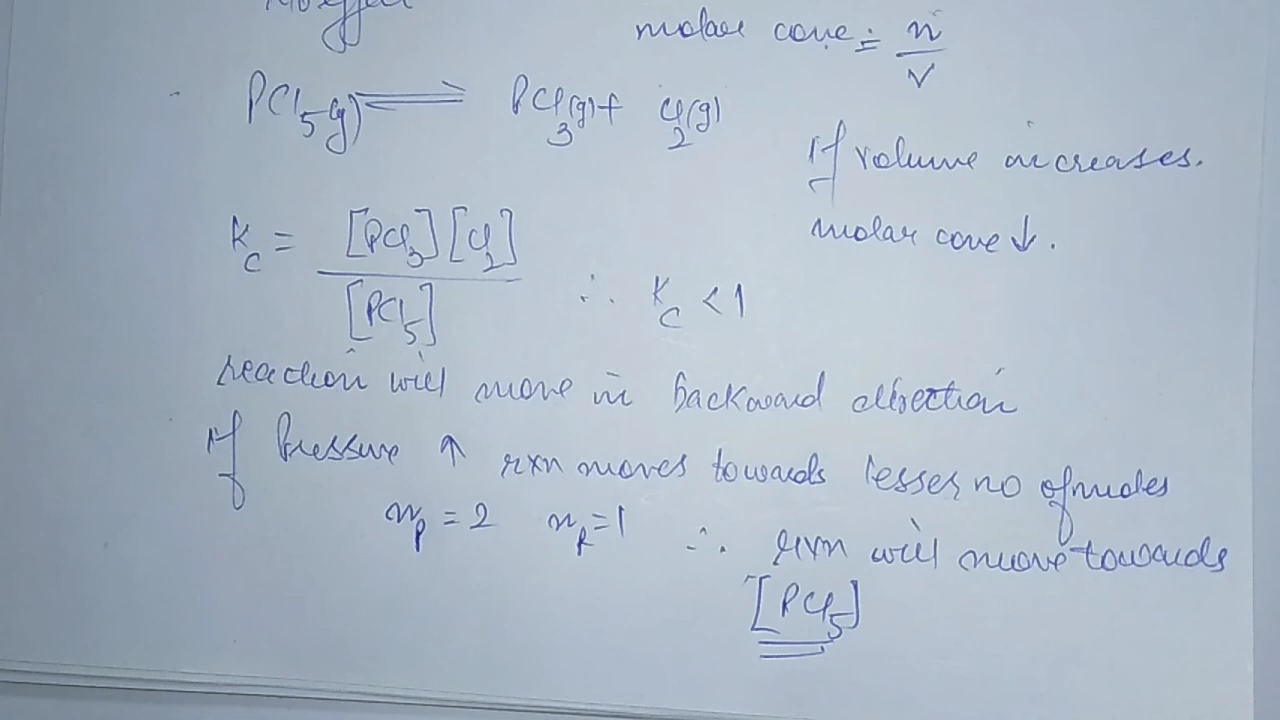 No effect
molar conc = n/V
PCl5(g) ⇌ PCl3(g) + Cl2(g)
If volume increases.
molar conc ↓.
Kc = [PCl3][Cl2] / [PCl5]
∴ Kc < 1
reaction will move in backward direction
If Pressure ↑ rxn moves towards lesser no of moles
nP = 2 nR = 1 ∴ rxn will move towards
[PCl5]